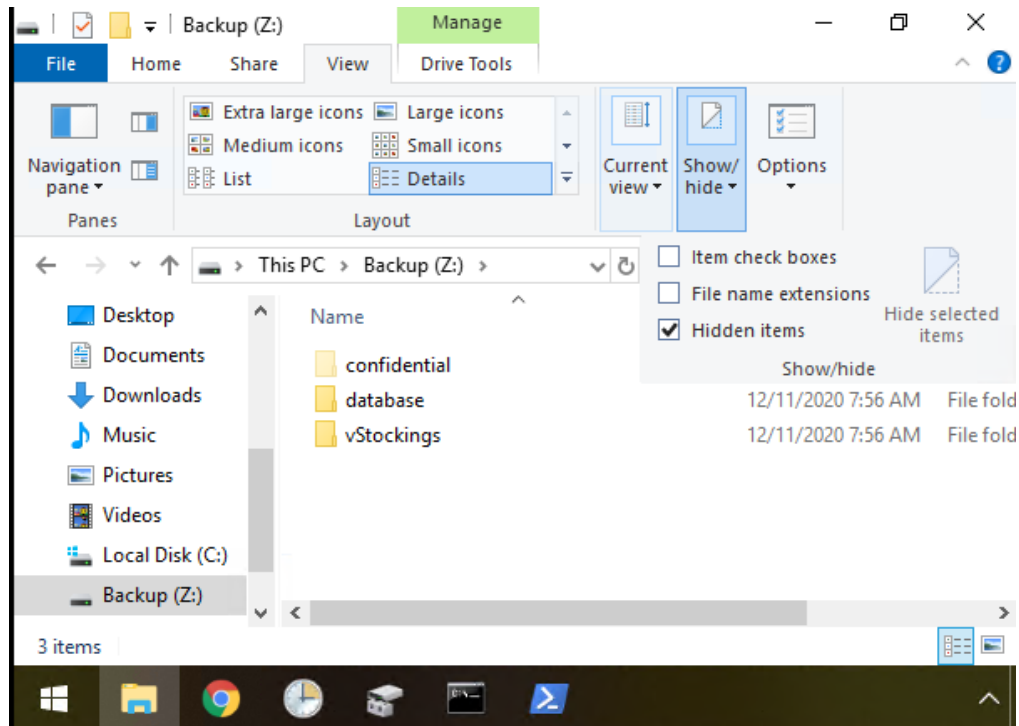 Backup (Z:)
Manage
File
Home
Share
View
Drive Tools
Navigation
pane
Extra large icons
Large icons
Medium icons
Small icons
List
Details
Current
view
Show/
hide
Options
Panes
Layout
This PC > Backup (Z:) >
Item check boxes
File name extensions
Hidden items
Hide selected
items
Show/hide
Desktop
Documents
Downloads
Music
Pictures
Videos
Local Disk (C:)
Backup (Z:)
Name
confidential
database 12/11/2020 7:56 AM File fold
vStockings 12/11/2020 7:56 AM File fold
3 items